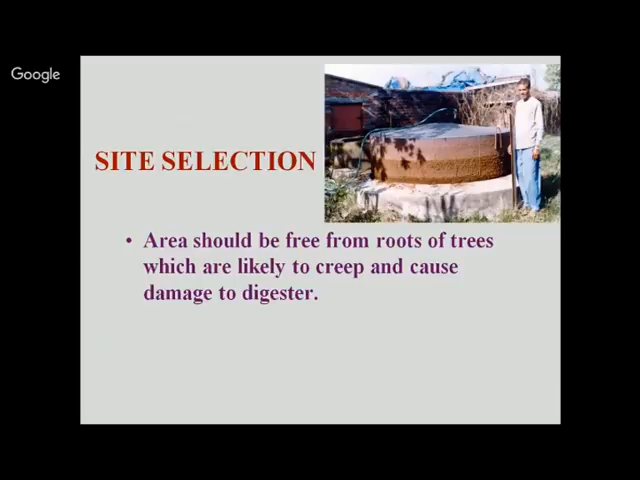 Google
SITE SELECTION
• Area should be free from roots of trees
which are likely to creep and cause
damage to digester.